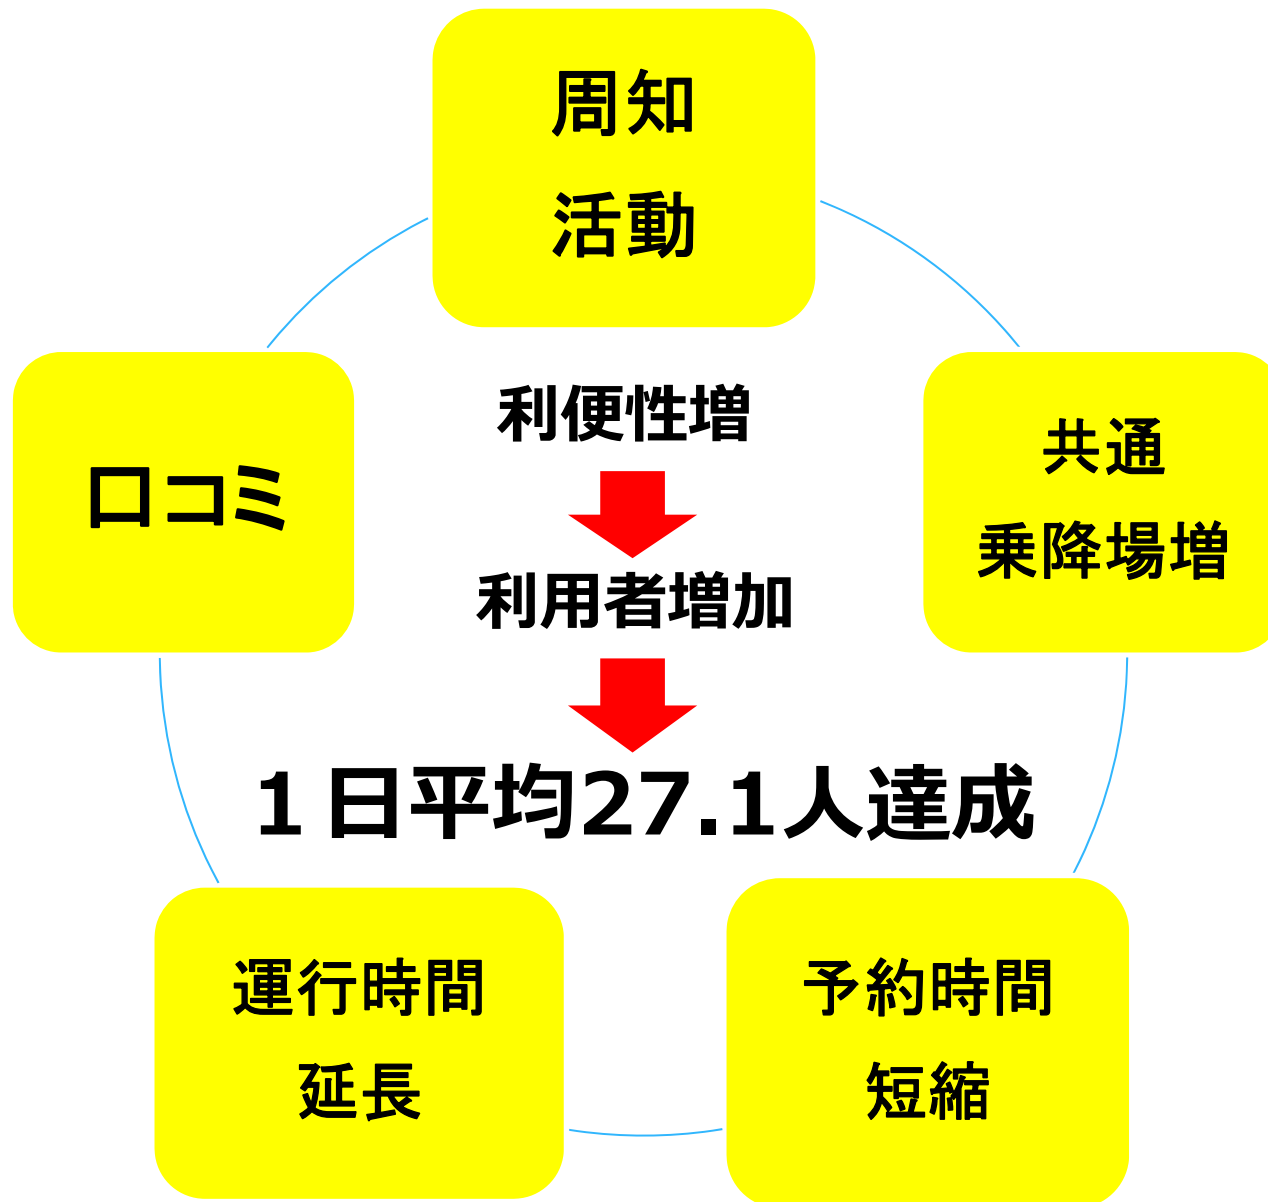 周知
活動
口コミ
共通
乗降場増
利便性増
利用者増加
１日平均27.1人達成
運行時間
延長
予約時間
短縮